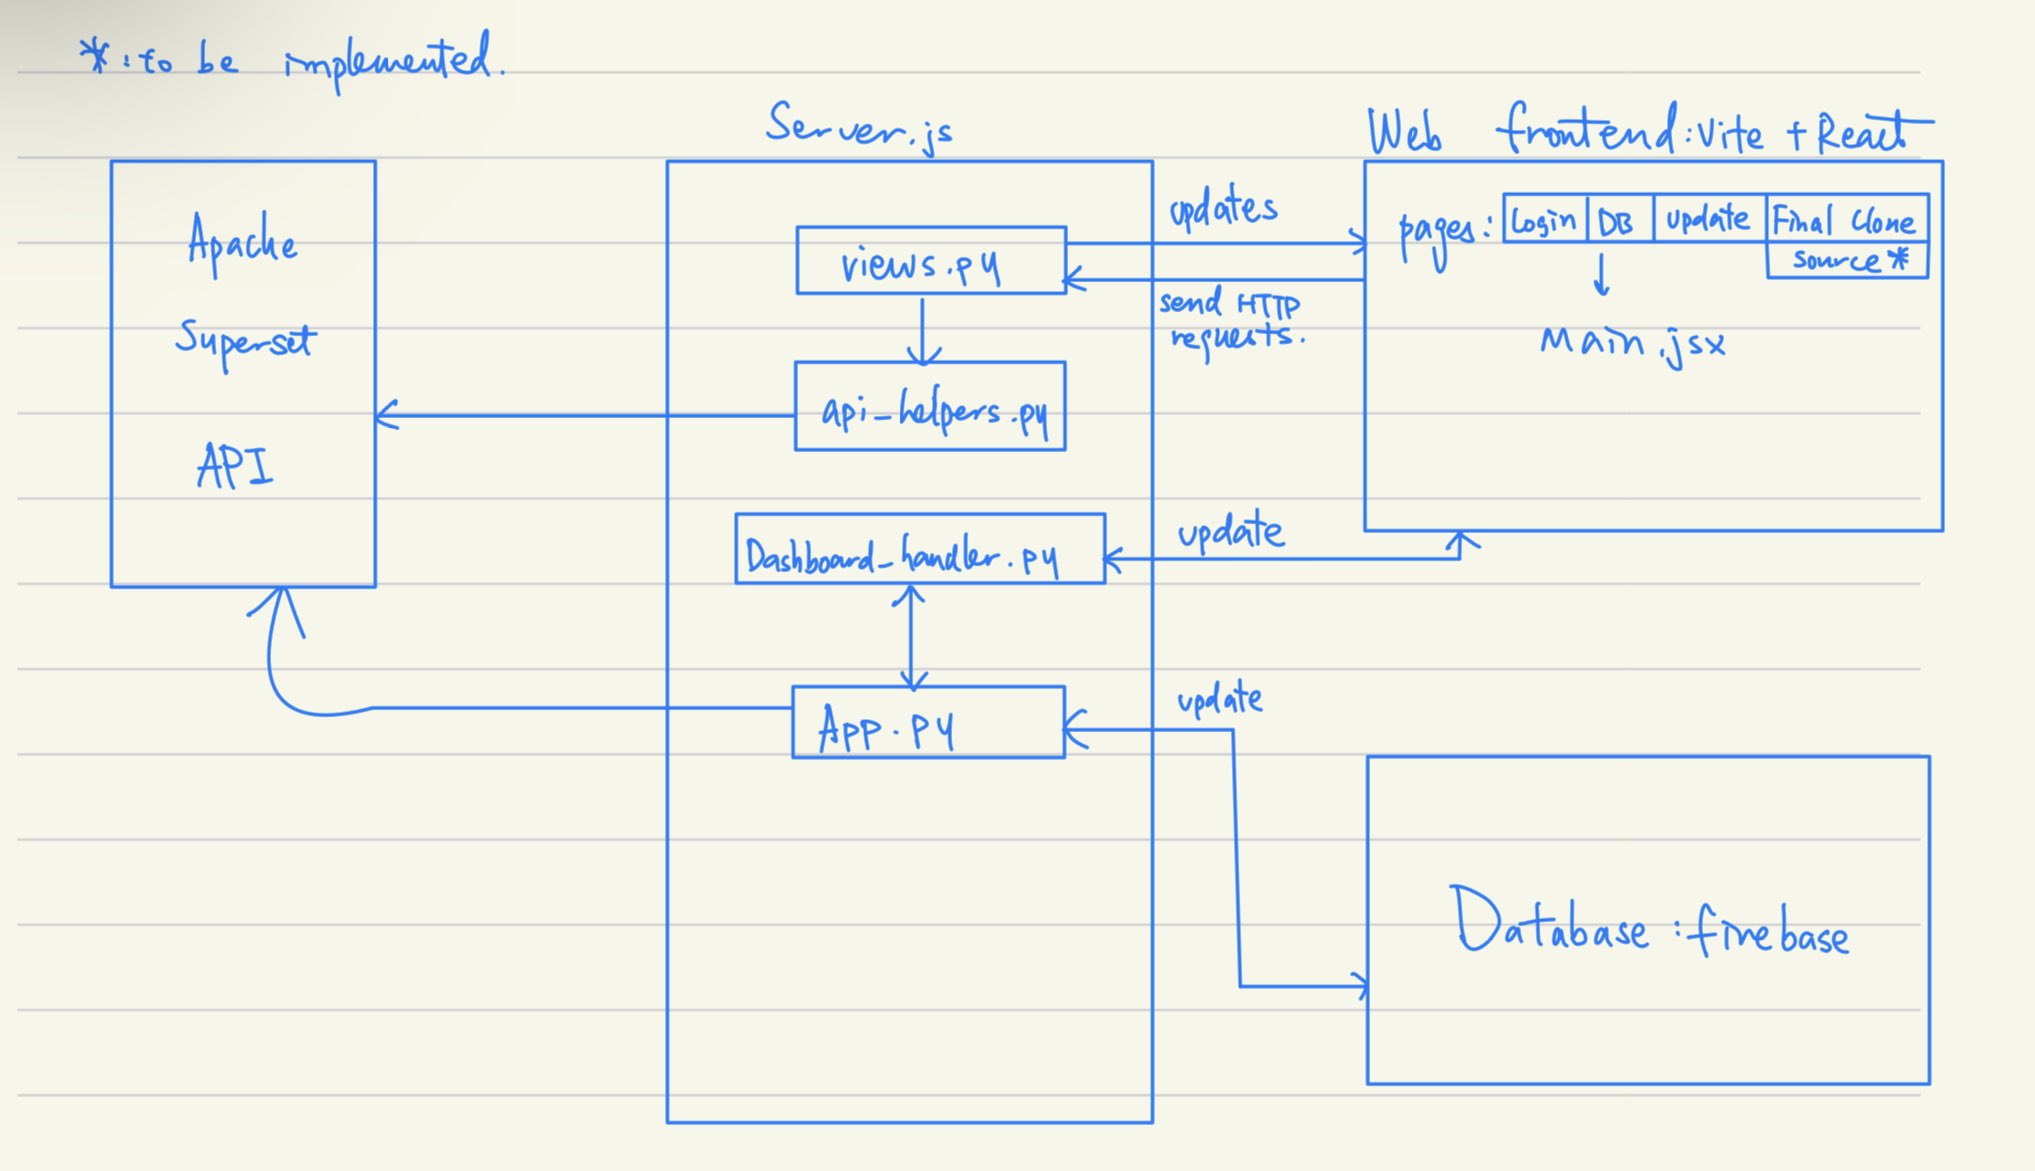 *: to be implemented.
Server.js
Web frontend: Vite + React
Apache
Superset
API
views.py
api_helpers.py
Dashboard_handler.py
App.py
updates
send HTTP
requests.
update
update
pages: Login DB update Final Clone
source*
Main.jsx
Database: firebase